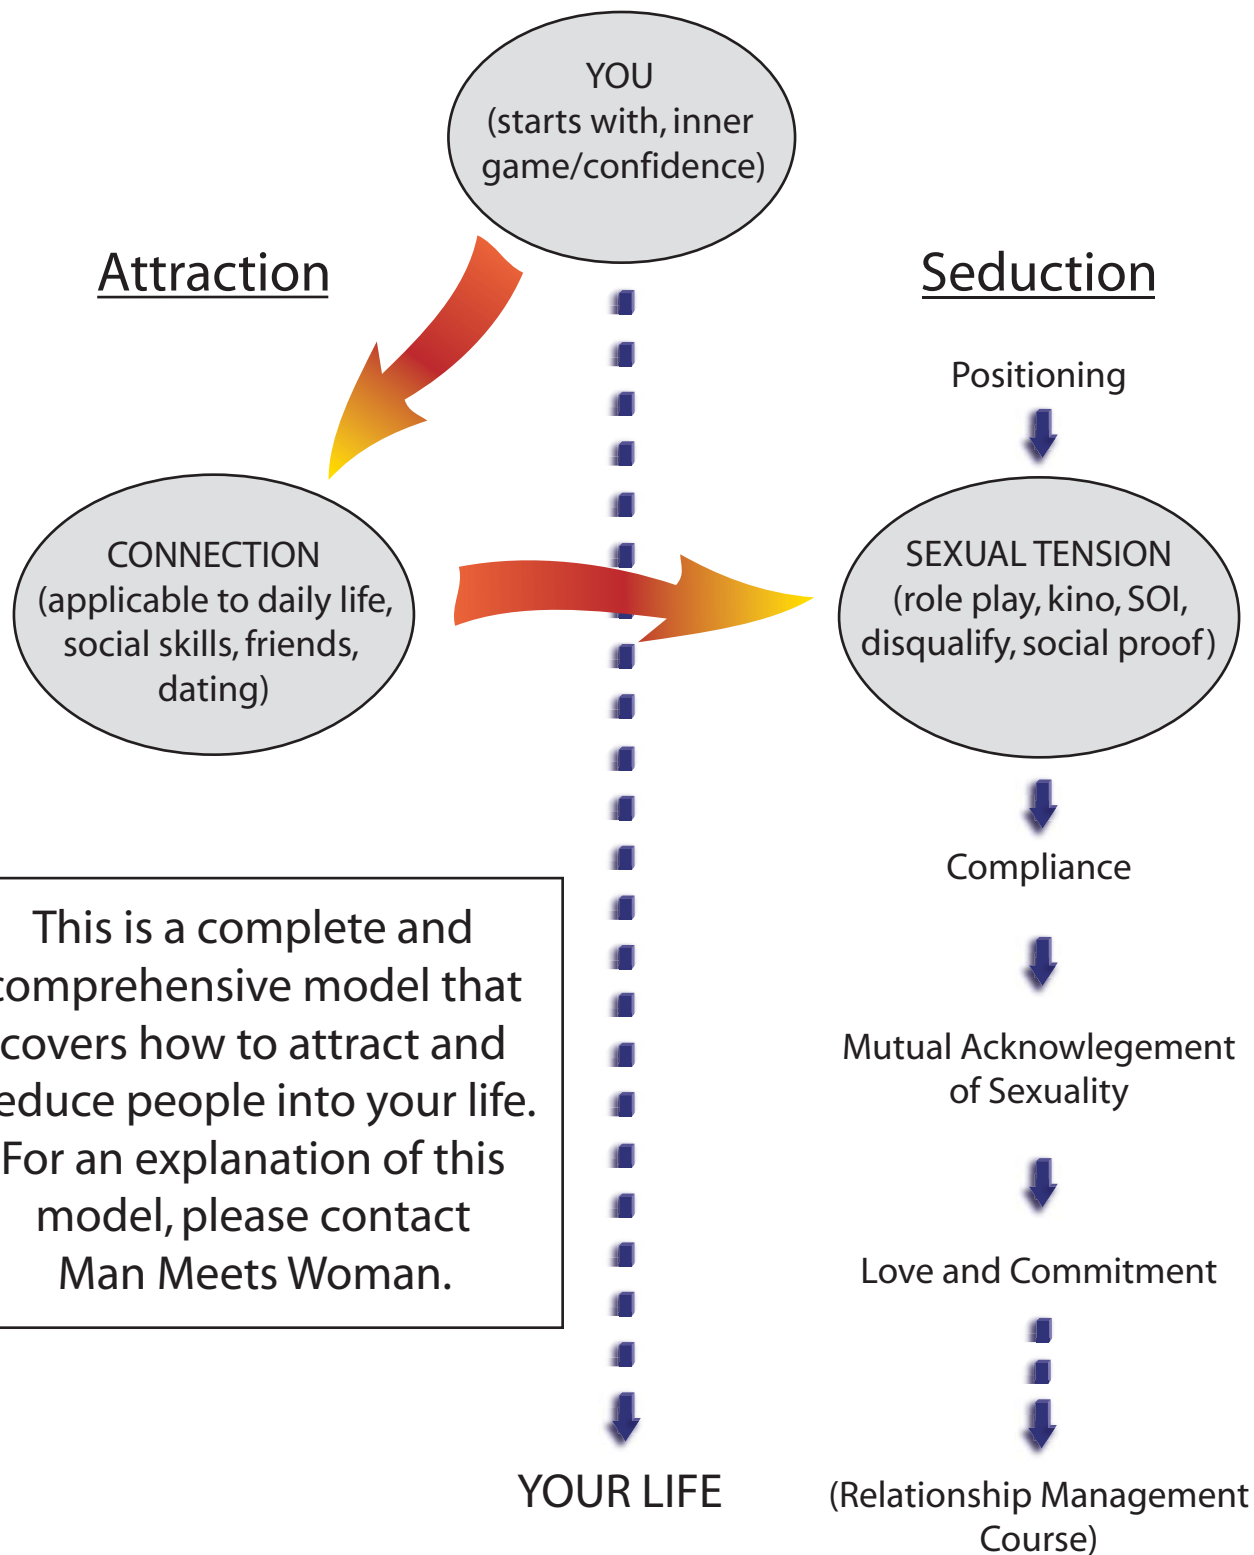 YOU
(starts with, inner
game/confidence)
Attraction
Seduction
Positioning
CONNECTION
(applicable to daily life,
social skills, friends,
dating)
SEXUAL TENSION
(role play, kino, SOI,
disqualify, social proof)
Compliance
This is a complete and
comprehensive model that
covers how to attract and
educe people into your life.
For an explanation of this
model, please contact
Man Meets Woman.
Mutual Acknowlegement
of Sexuality
Love and Commitment
YOUR LIFE
(Relationship Management
Course)